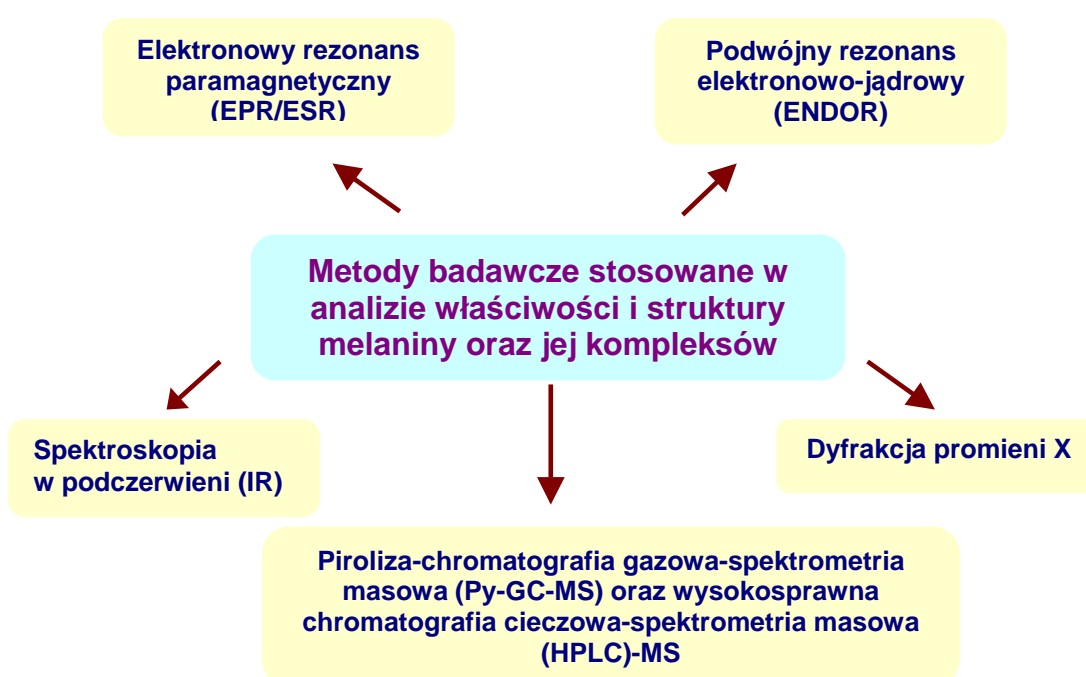 Elektronowy rezonans
paramagnetyczny
(EPR/ESR)
Podwójny rezonans
elektronowo-jądrowy
(ENDOR)
Metody badawcze stosowane w
analizie właściwości i struktury
melaniny oraz jej kompleksów
Spektroskopia
w podczerwieni (IR)
Dyfrakcja promieni X
Piroliza-chromatografia gazowa-spektrometria
masowa (Py-GC-MS) oraz wysokosprawna
chromatografia cieczowa-spektrometria masowa
(HPLC)-MS